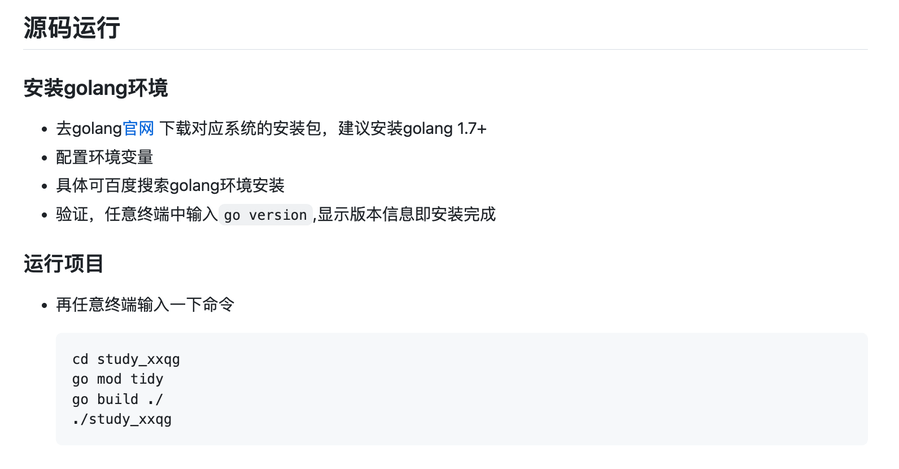 源码运行
安装golang环境
去golang官网 下载对应系统的安装包，建议安装golang 1.7+
配置环境变量
具体可百度搜索golang环境安装
验证，任意终端中输入 go version ,显示版本信息即安装完成
运行项目
再任意终端输入一下命令
cd study_xxqg
go mod tidy
go build ./
./study_xxqg